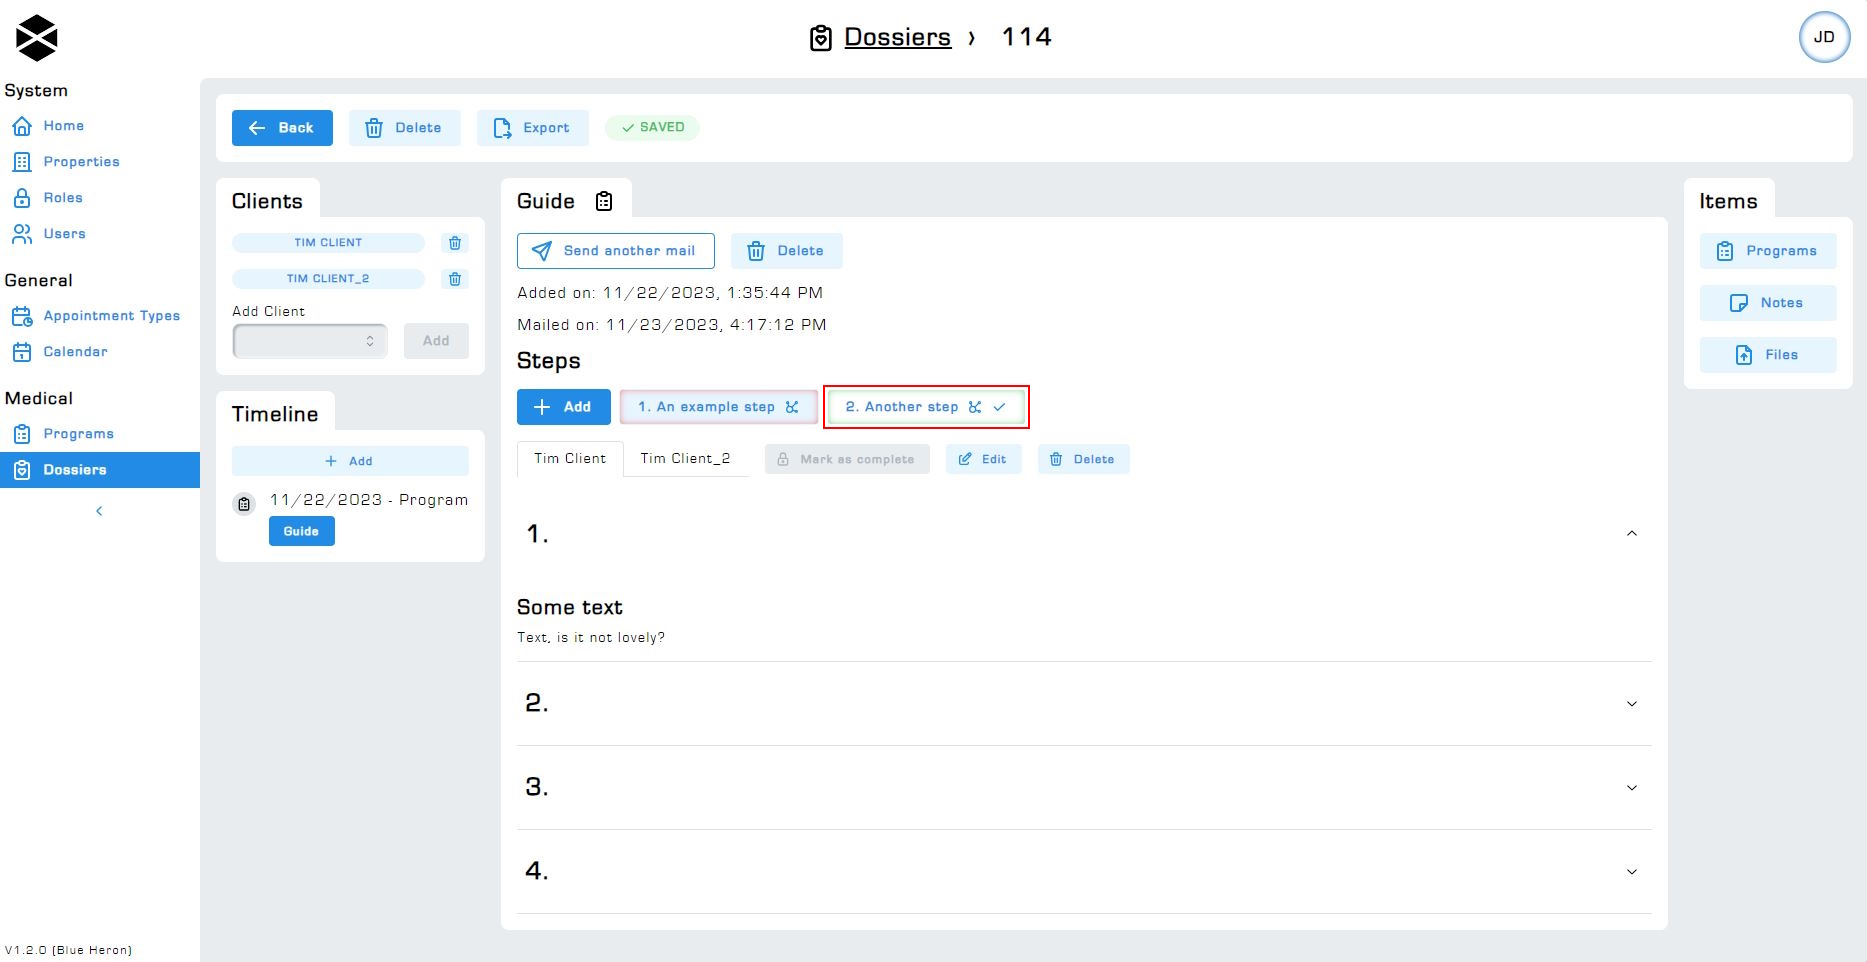 Dossiers › 114
JD
System
Home
Properties
Roles
Users
General
Appointment Types
Calendar
Medical
Programs
Dossiers
V1.2.0 (Blue Heron)
Back
Delete
Export
SAVED
Clients
TIM CLIENT
TIM CLIENT_2
Add Client
Add
Timeline
+ Add
11/22/2023 - Program
Guide
Guide
Send another mail
Delete
Added on: 11/22/2023, 1:35:44 PM
Mailed on: 11/23/2023, 4:17:12 PM
Steps
+ Add
1. An example step
2. Another step
Tim Client
Tim Client_2
Mark as complete
Edit
Delete
1.
Some text
Text, is it not lovely?
2.
3.
4.
Items
Programs
Notes
Files